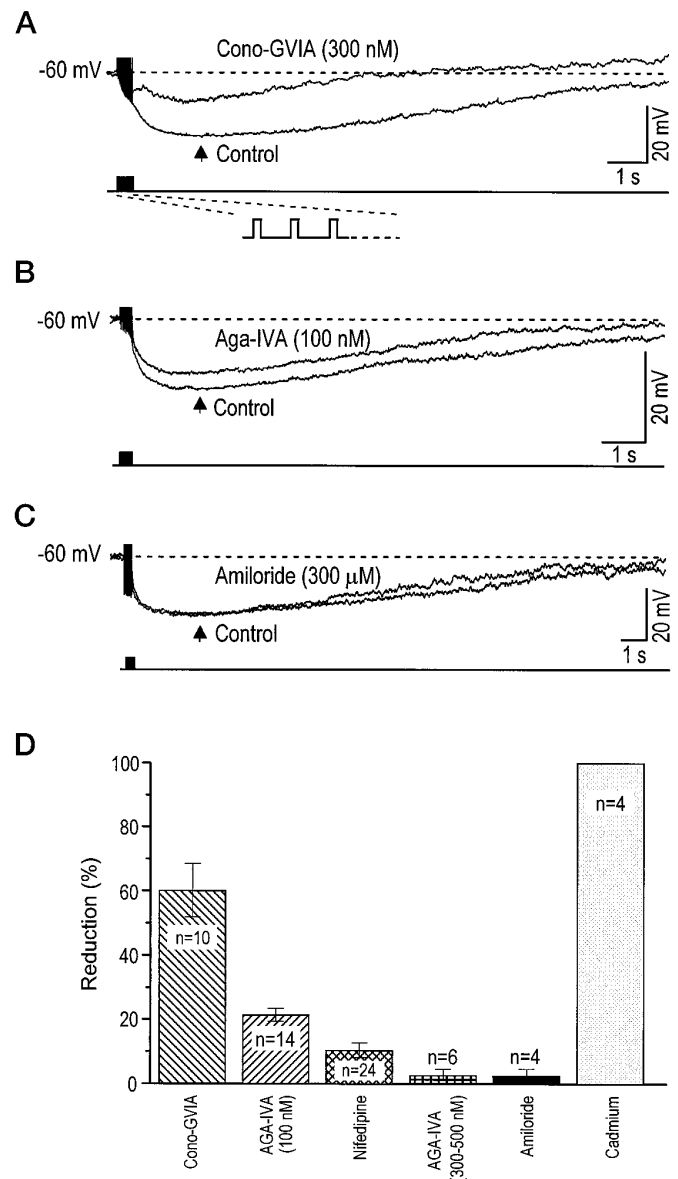 A
Cono-GVIA (300 nM)
-60 mV
Control
20 mV
1 s
B
-60 mV
Aga-IVA (100 nM)
Control
20 mV
1 s
C
-60 mV
Amiloride (300 µM)
Control
20 mV
1 s
D
Reduction (%)
100
80
60
40
20
0
n=10
n=14
n=24
n=6
n=4
n=4
Cono-GVIA
AGA-IVA
(100 nM)
Nifedipine
AGA-IVA
(300-500 nM)
Amiloride
Cadmium